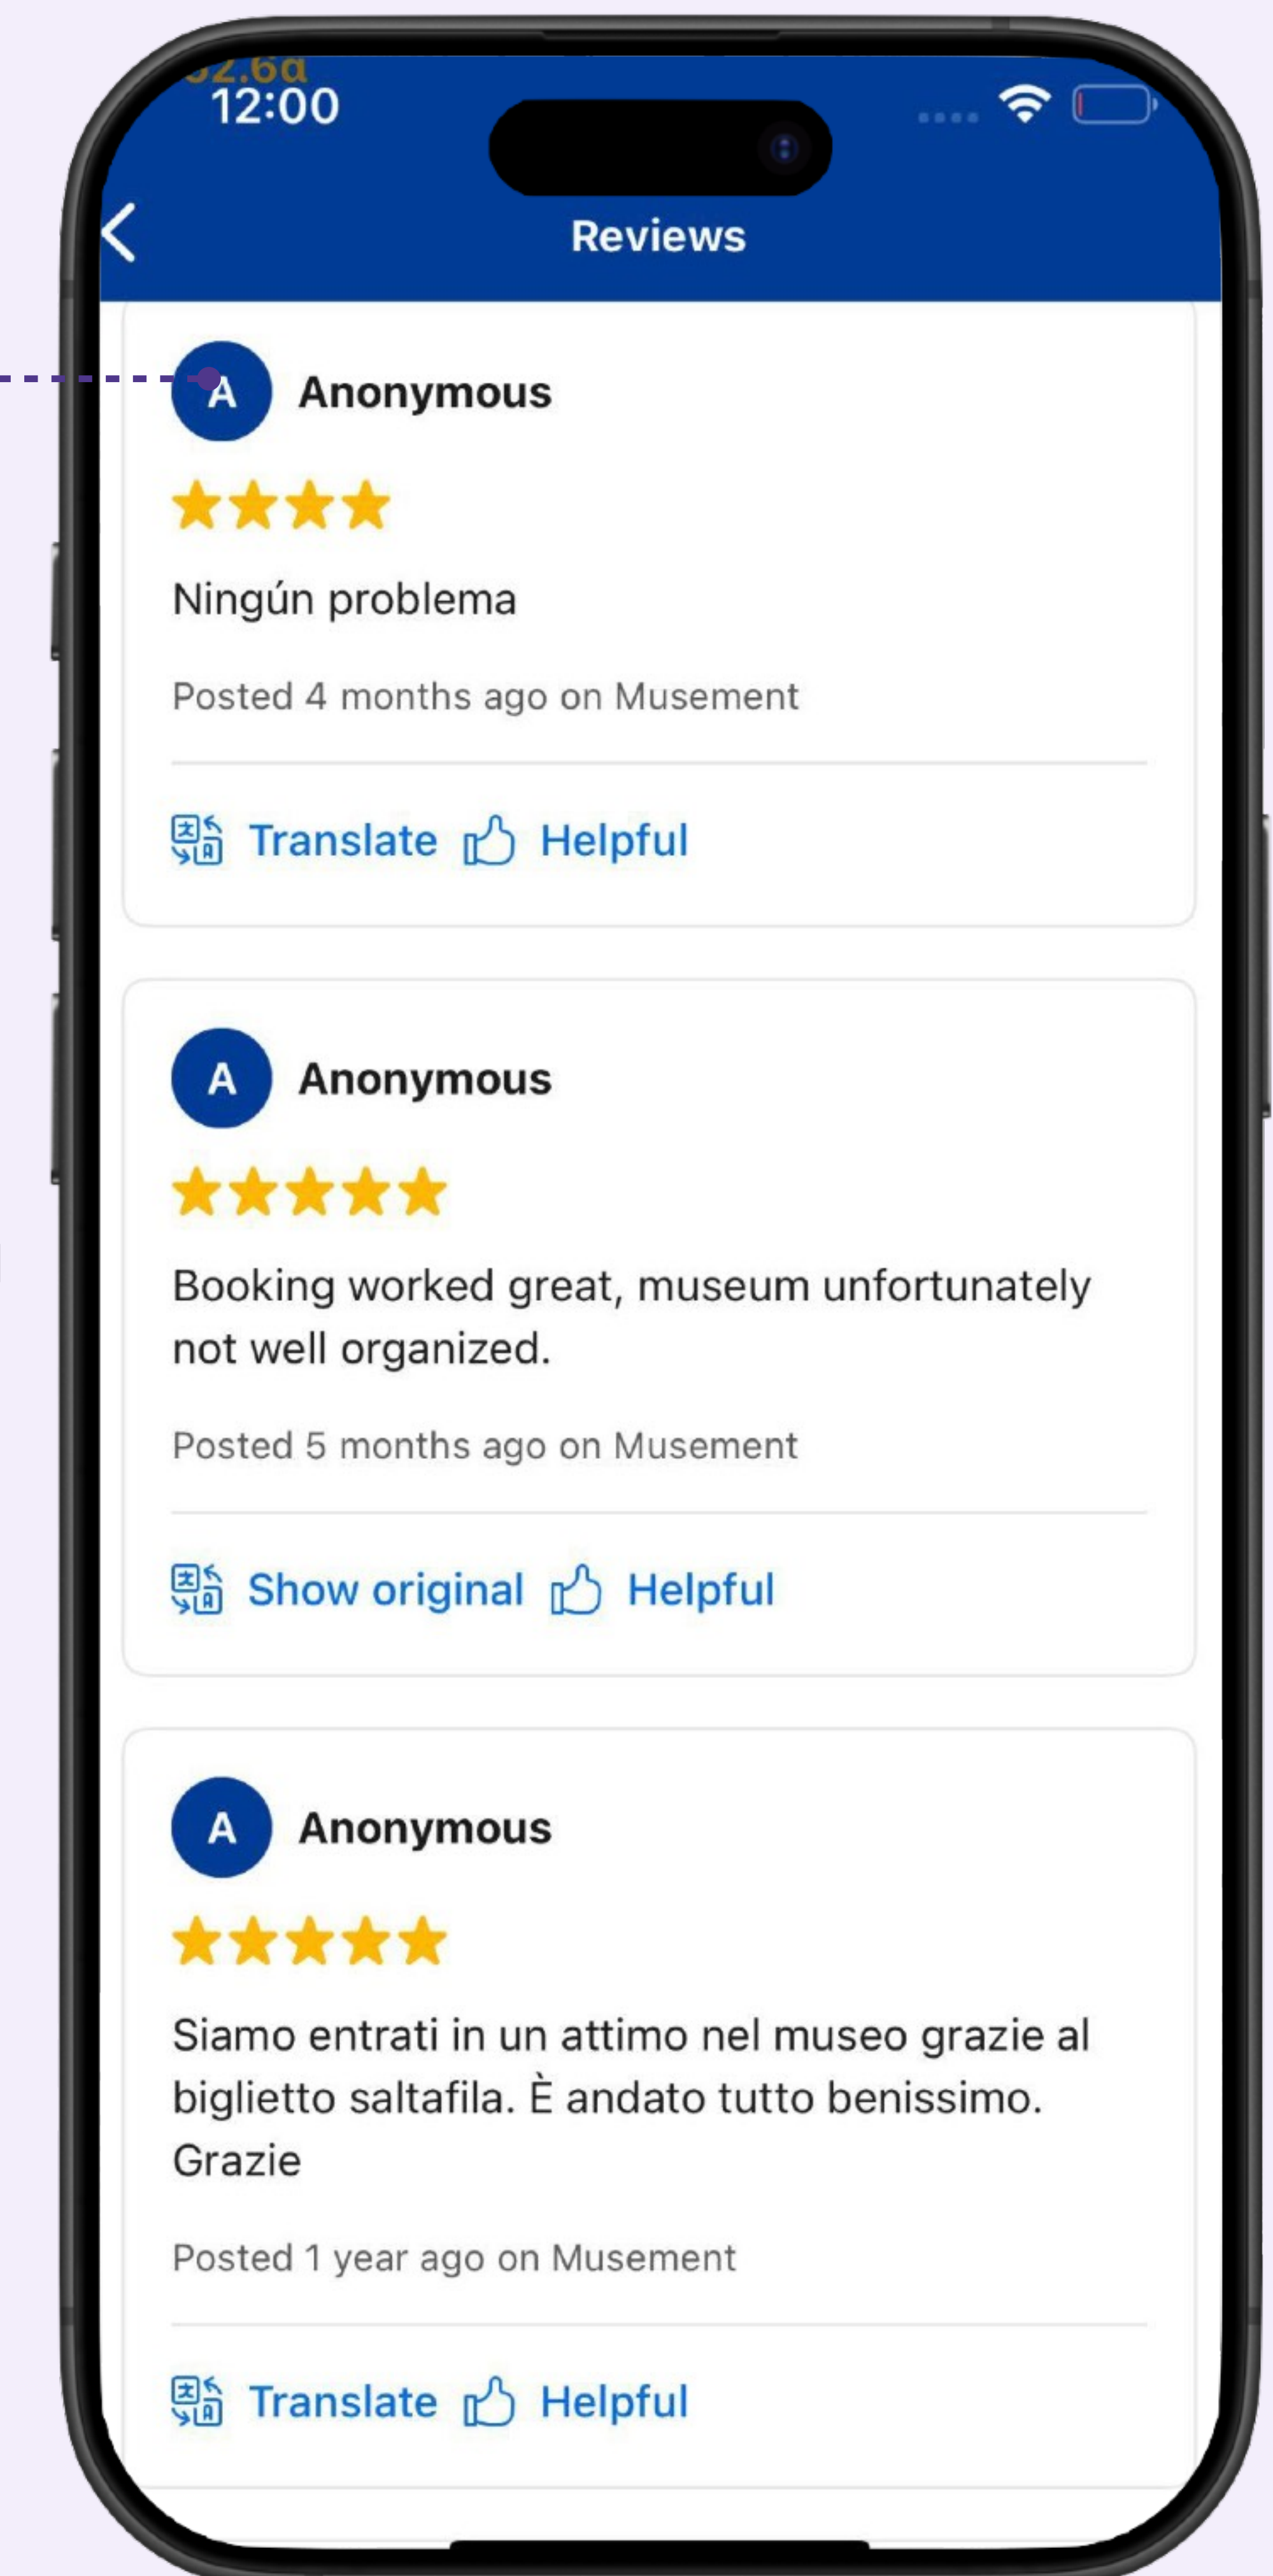 12:00
Reviews
A Anonymous
Ningún problema
Posted 4 months ago on Musement
Translate Helpful
A Anonymous
Booking worked great, museum unfortunately
not well organized.
Posted 5 months ago on Musement
Show original Helpful
A Anonymous
Siamo entrati in un attimo nel museo grazie al
biglietto saltafila. È andato tutto benissimo.
Grazie
Posted 1 year ago on Musement
Translate Helpful